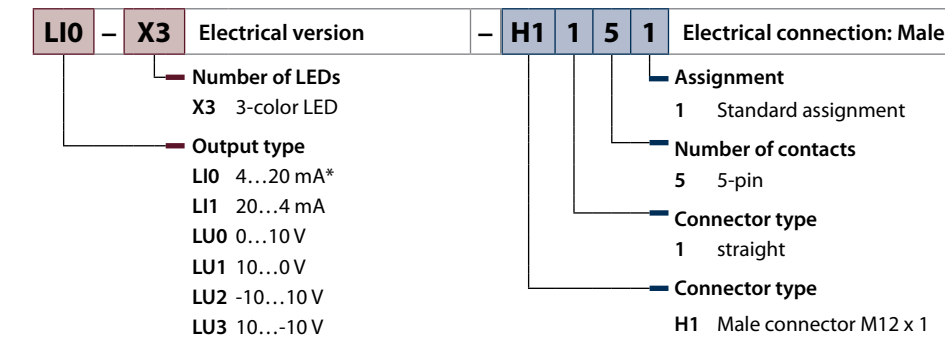 LI0 – X3 Electrical version – H1 1 5 1 Electrical connection: Male
Number of LEDs
X3 3-color LED
Output type
LI0 4…20 mA*
LI1 20…4 mA
LU0 0…10 V
LU1 10…0 V
LU2 -10…10 V
LU3 10…-10 V
Assignment
1 Standard assignment
Number of contacts
5 5-pin
Connector type
1 straight
Connector type
H1 Male connector M12 x 1